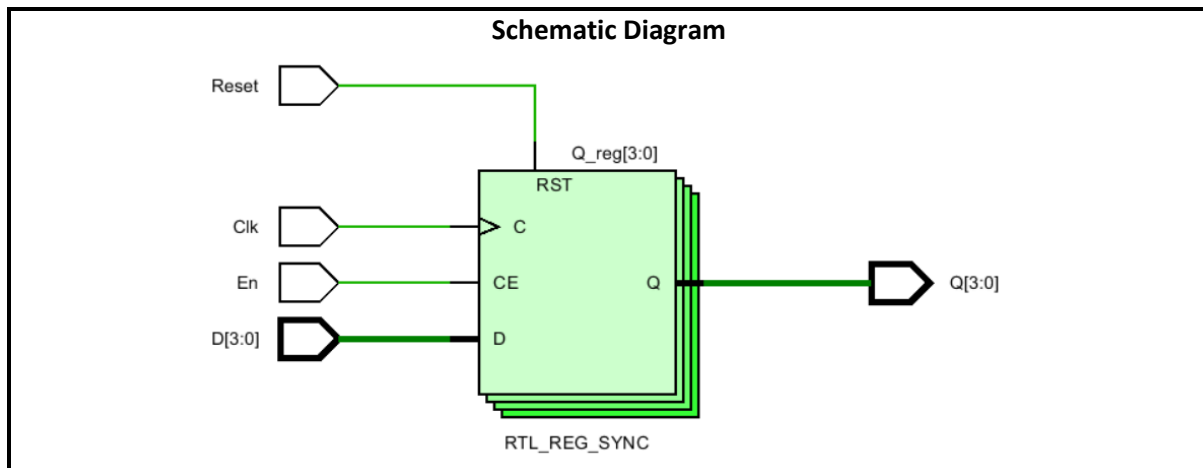 Schematic Diagram
Reset
Q_reg[3:0]
RST
Clk
C
En
CE
Q
Q[3:0]
D[3:0]
D
RTL_REG_SYNC